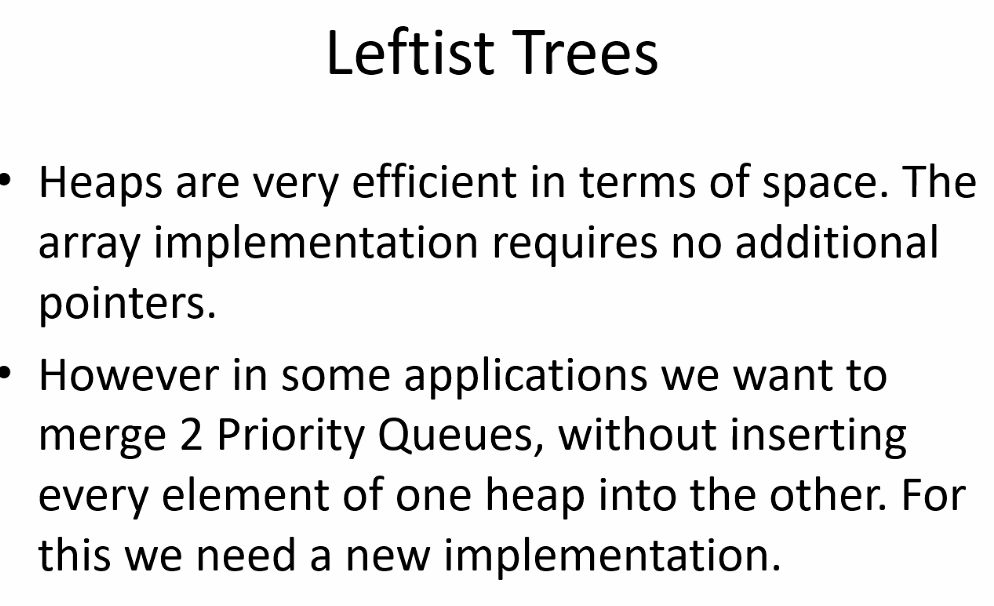 Leftist Trees
• Heaps are very efficient in terms of space. The
array implementation requires no additional
pointers.
• However in some applications we want to
merge 2 Priority Queues, without inserting
every element of one heap into the other. For
this we need a new implementation.